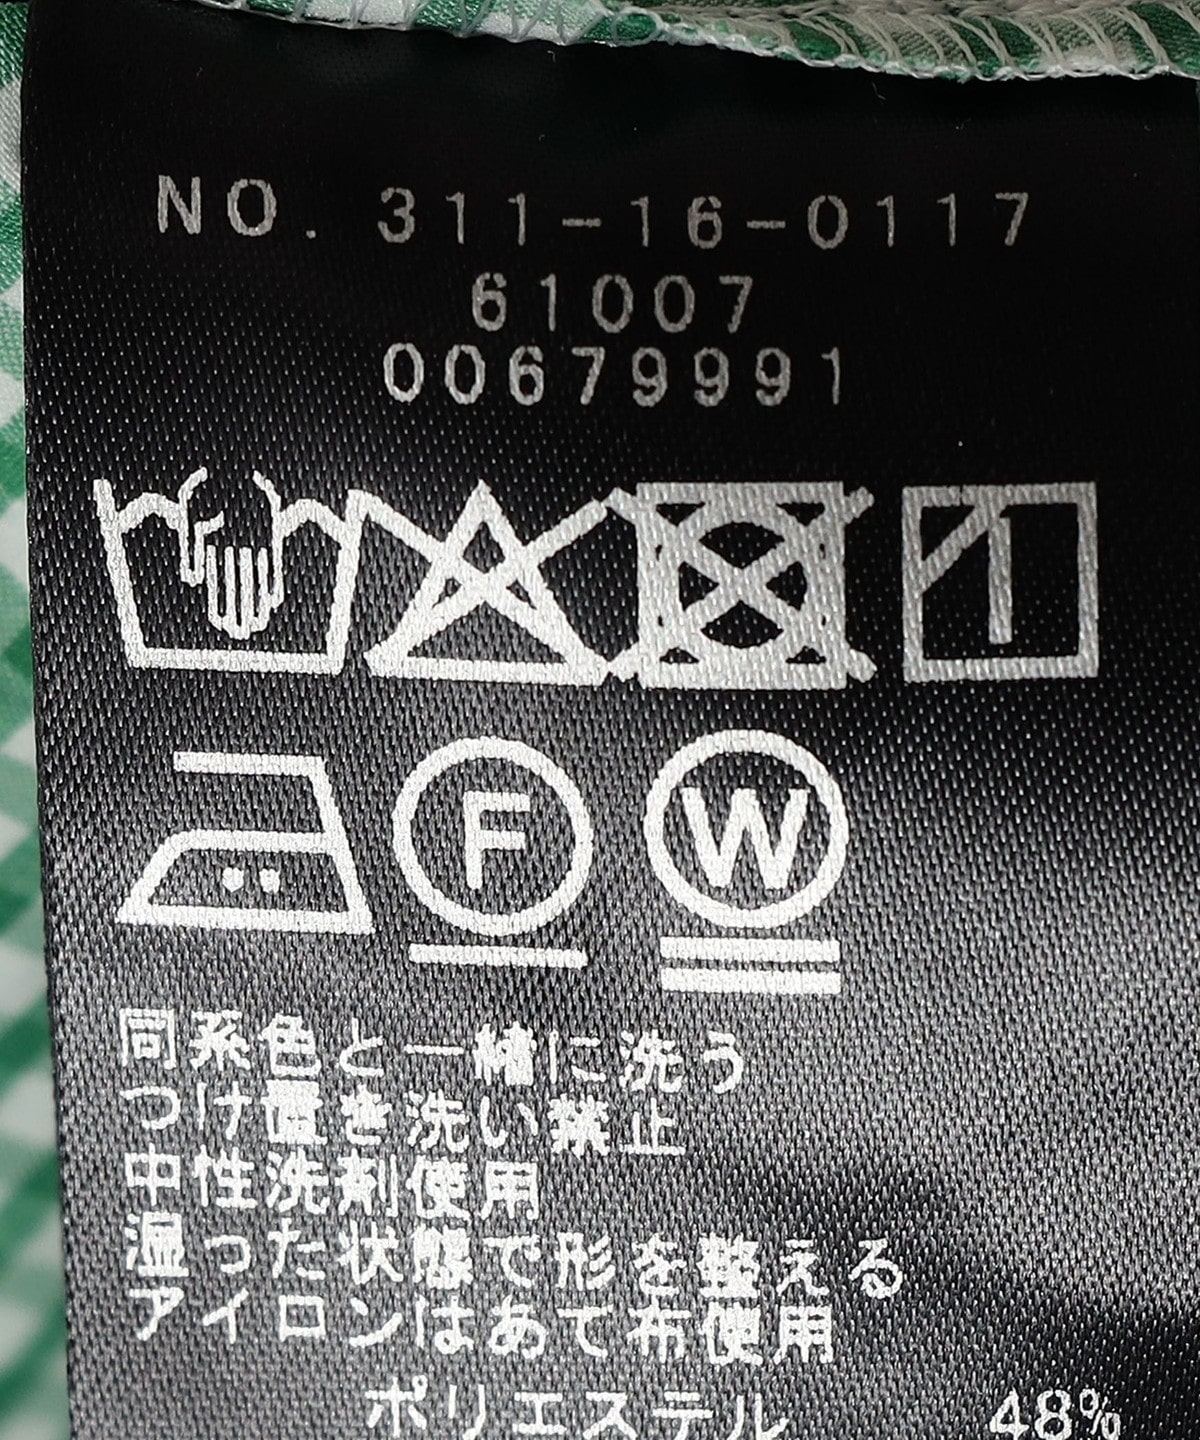 NO. 311-16-0117
61007
00679991
F W
同系色と一緒に洗う
つけ置き洗い禁止
中性洗剤使用
湿った状態で形を整える
アイロンはあて布使用
ポリエステル 48%